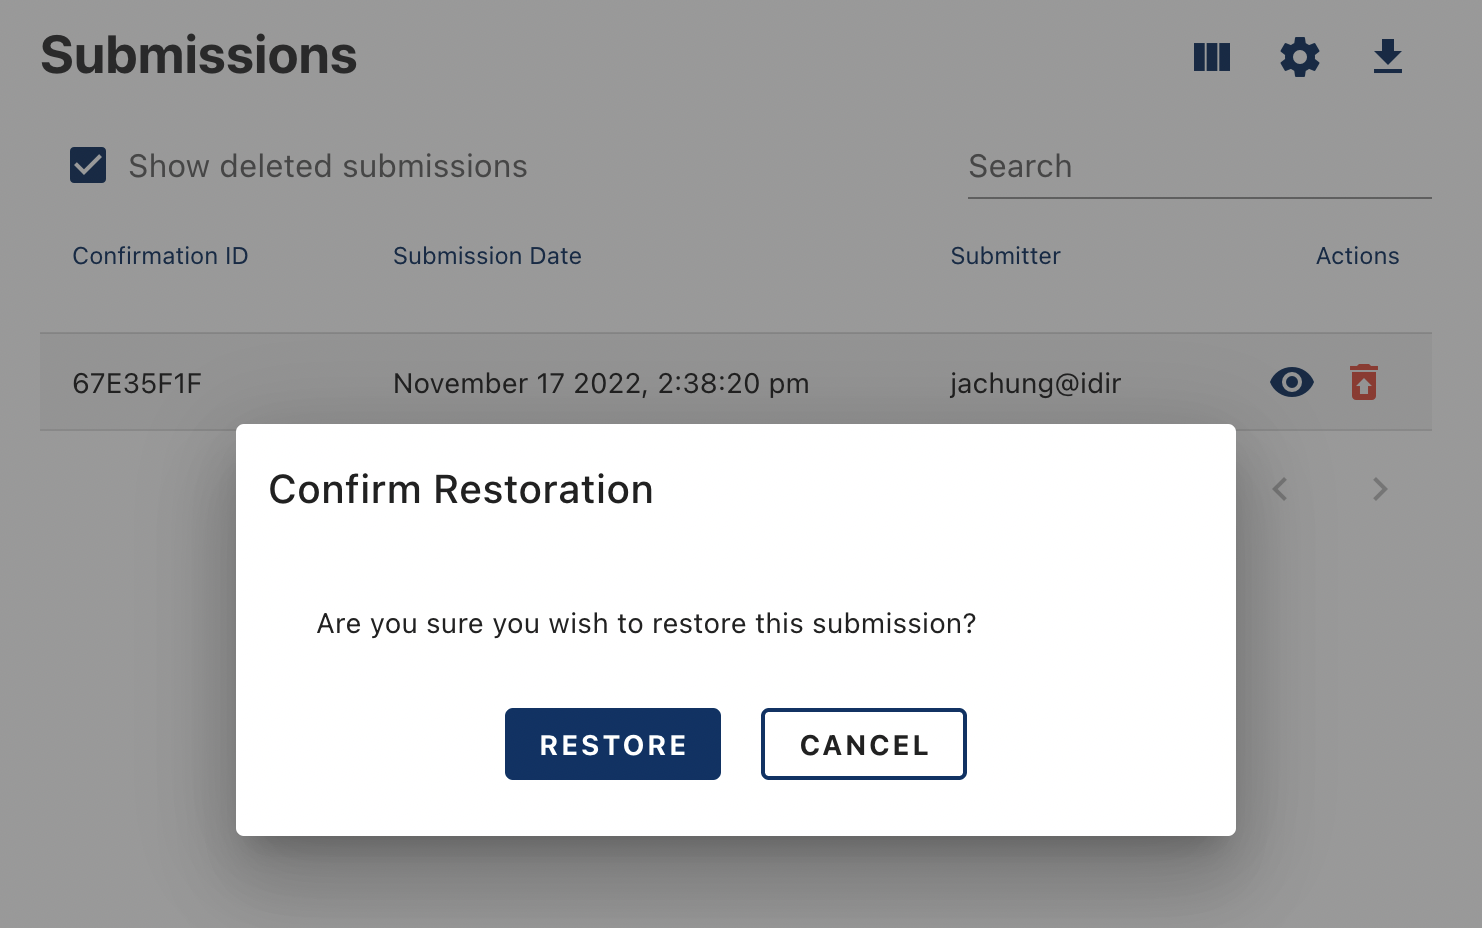 Submissions
Show deleted submissions
Search
Confirmation ID Submission Date Submitter Actions
67E35F1F November 17 2022, 2:38:20 pm jachung@idir
Confirm Restoration
Are you sure you wish to restore this submission?
RESTORE CANCEL